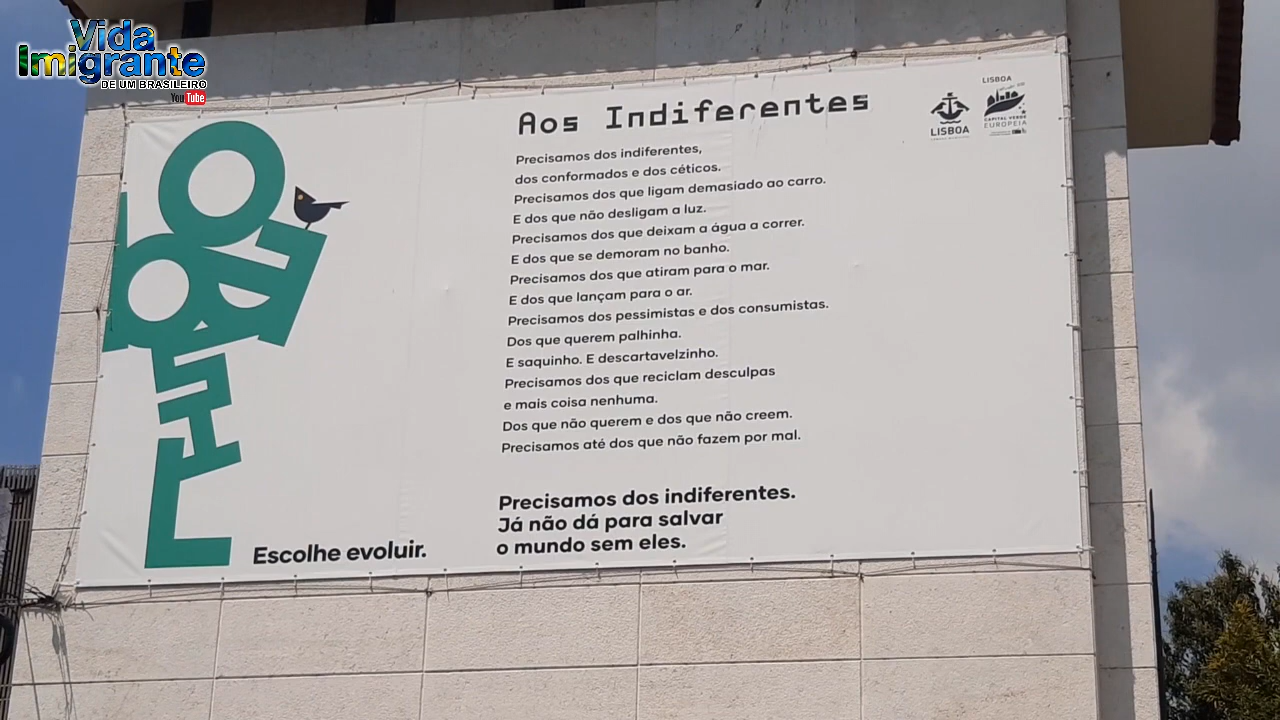 Vida
Imigrante
DE UM BRASILEIRO
YouTube
Aos Indiferentes
LISBOA
LISBOA
CAPITAL VERDE
EUROPEIA
Precisamos dos indiferentes,
dos conformados e dos céticos.
Precisamos dos que ligam demasiado ao carro.
E dos que não desligam a luz.
Precisamos dos que deixam a água a correr.
E dos que se demoram no banho.
Precisamos dos que atiram para o mar.
E dos que lançam para o ar.
Precisamos dos pessimistas e dos consumistas.
Dos que querem palhinha.
E saquinho. E descartavelzinho.
Precisamos dos que reciclam desculpas
e mais coisa nenhuma.
Dos que não querem e dos que não creem.
Precisamos até dos que não fazem por mal.
Precisamos dos indiferentes.
Já não dá para salvar
o mundo sem eles.
Escolhe evoluir.